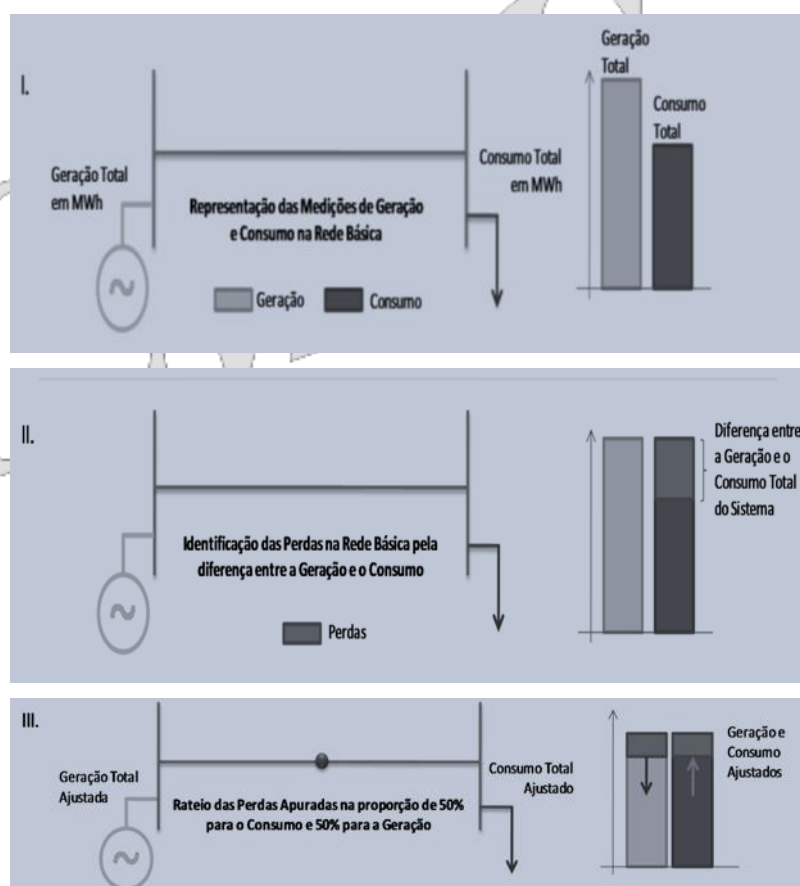 I.
Geração Total
em MWh
Representação das Medições de Geração
e Consumo na Rede Básica
Geração
Consumo
Consumo Total
em MWh
Geração
Total
Consumo
Total
II.
Identificação das Perdas na Rede Básica pela
diferença entre a Geração e o Consumo
Perdas
Diferença entre
a Geração e o
Consumo Total
do Sistema
III.
Geração Total
Ajustada
Rateio das Perdas Apuradas na proporção de 50%
para o Consumo e 50% para a Geração
Consumo Total
Ajustado
Geração e
Consumo
Ajustados